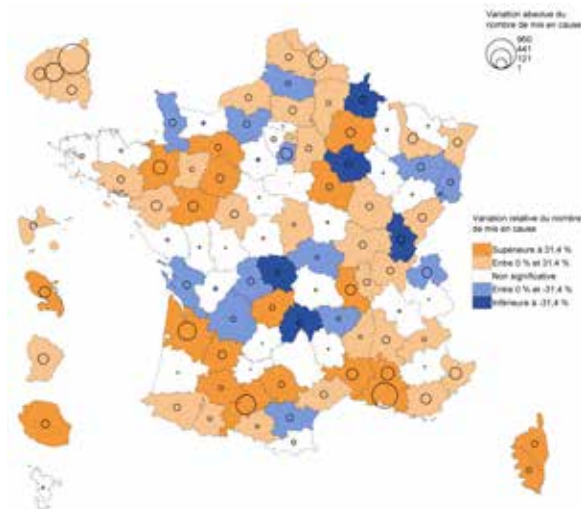 Variation absolue du
nombre de mis en cause
960
441
121
1
Variation relative du nombre
de mis en cause
Supérieure à 31,4 %
Entre 0 % et 31,4 %
Non significative
Entre 0 % et -31,4 %
Inférieure à -31,4 %